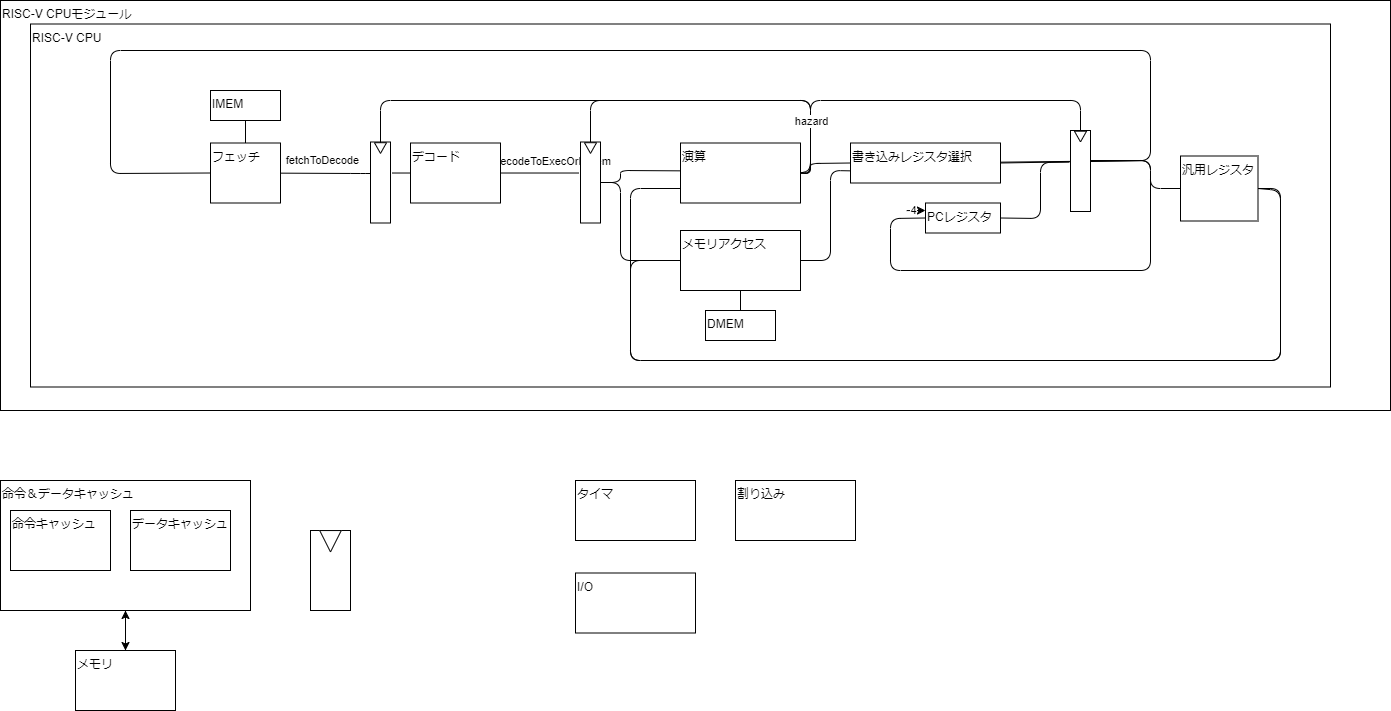 RISC-V CPUモジュール
RISC-V CPU
IMEM
hazard
フェッチ
fetchToDecode
デコード
ecodeToExecOr
m
演算
書き込みレジスタ選択
汎用レジスタ
-4
PCレジスタ
メモリアクセス
DMEM
命令＆データキャッシュ
命令キャッシュ
データキャッシュ
タイマ
割り込み
I/O
メモリ